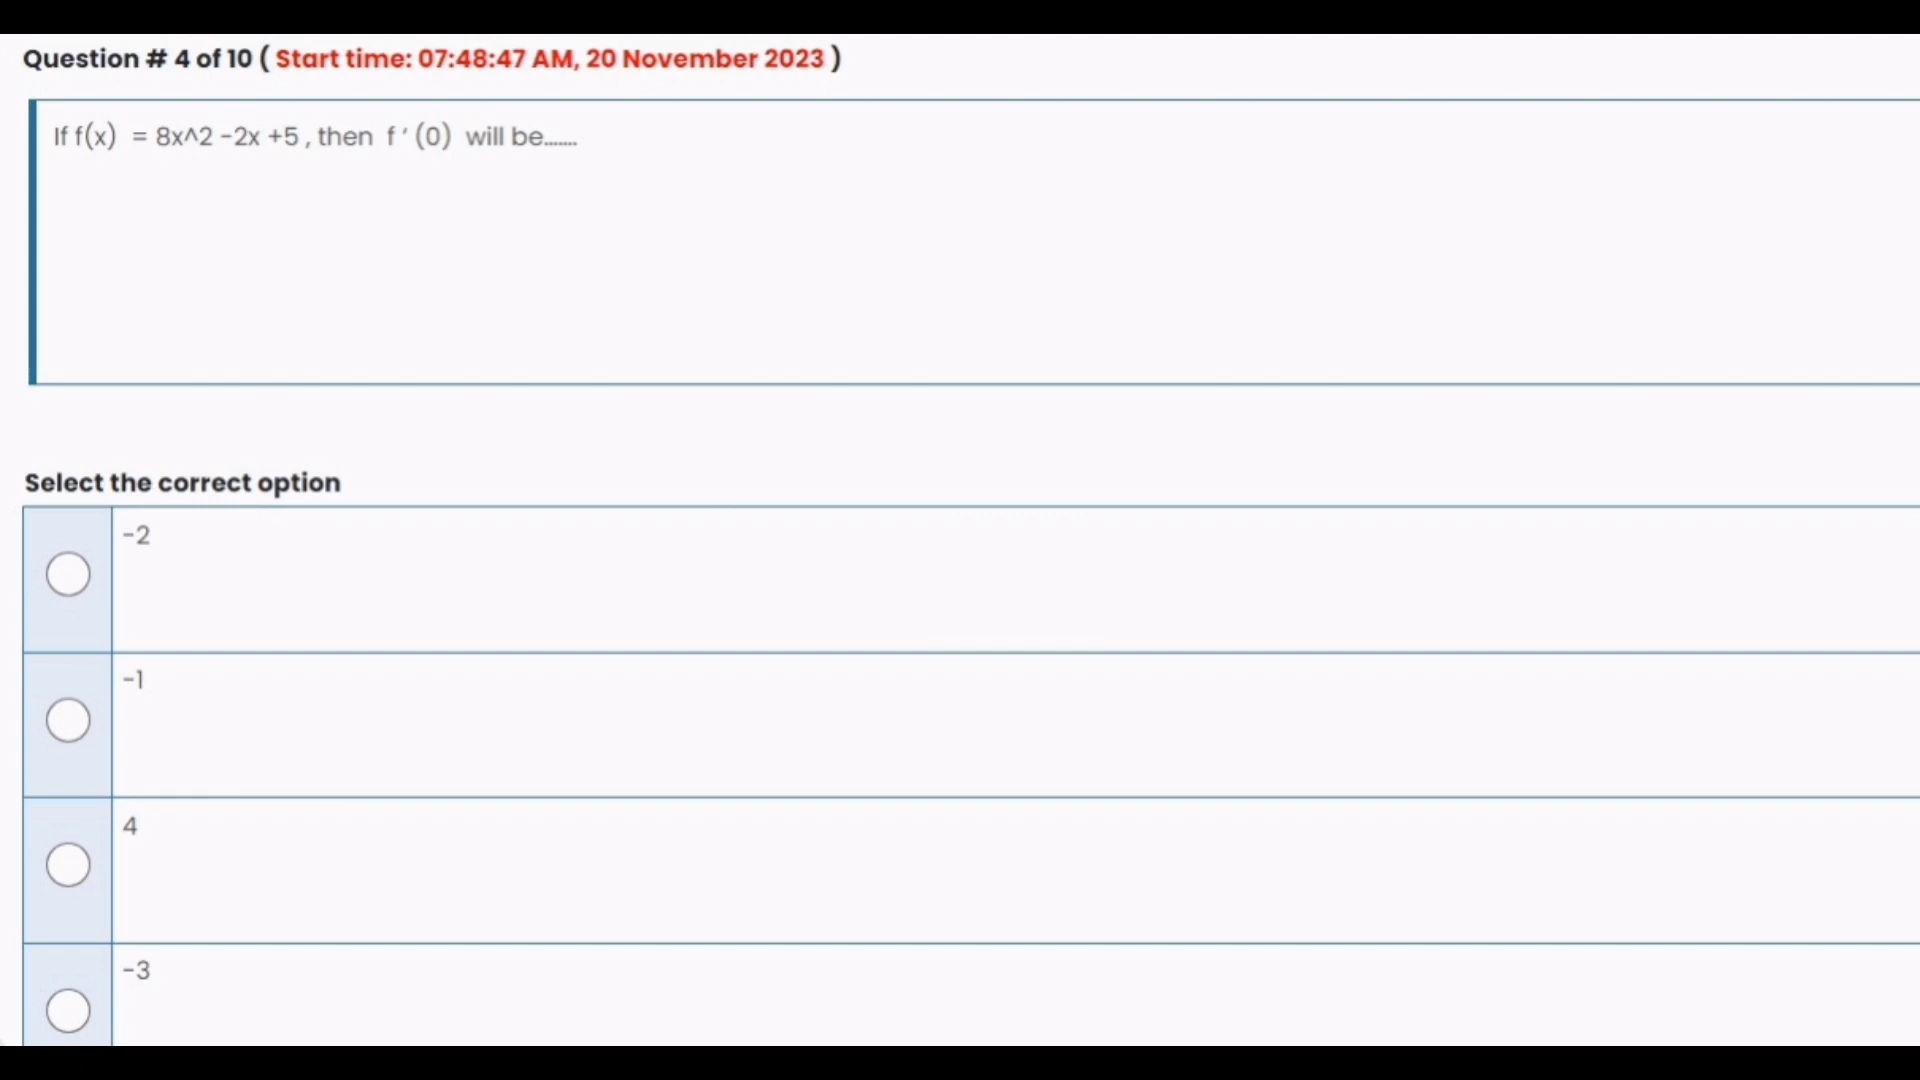 Question # 4 of 10 ( Start time: 07:48:47 AM, 20 November 2023 )
If f(x) = 8x^2 -2x +5 , then f ' (0) will be.......
Select the correct option
-2
-1
4
-3